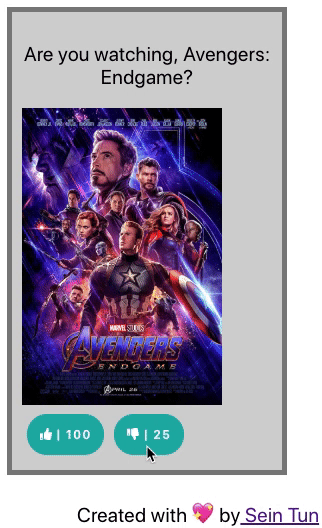 Are you watching, Avengers:
Endgame?
MARVEL STUDIOS
AVENGERS
ENDGAME
APRIL 26
| 100
| 25
Created with 💖 by Sein Tun